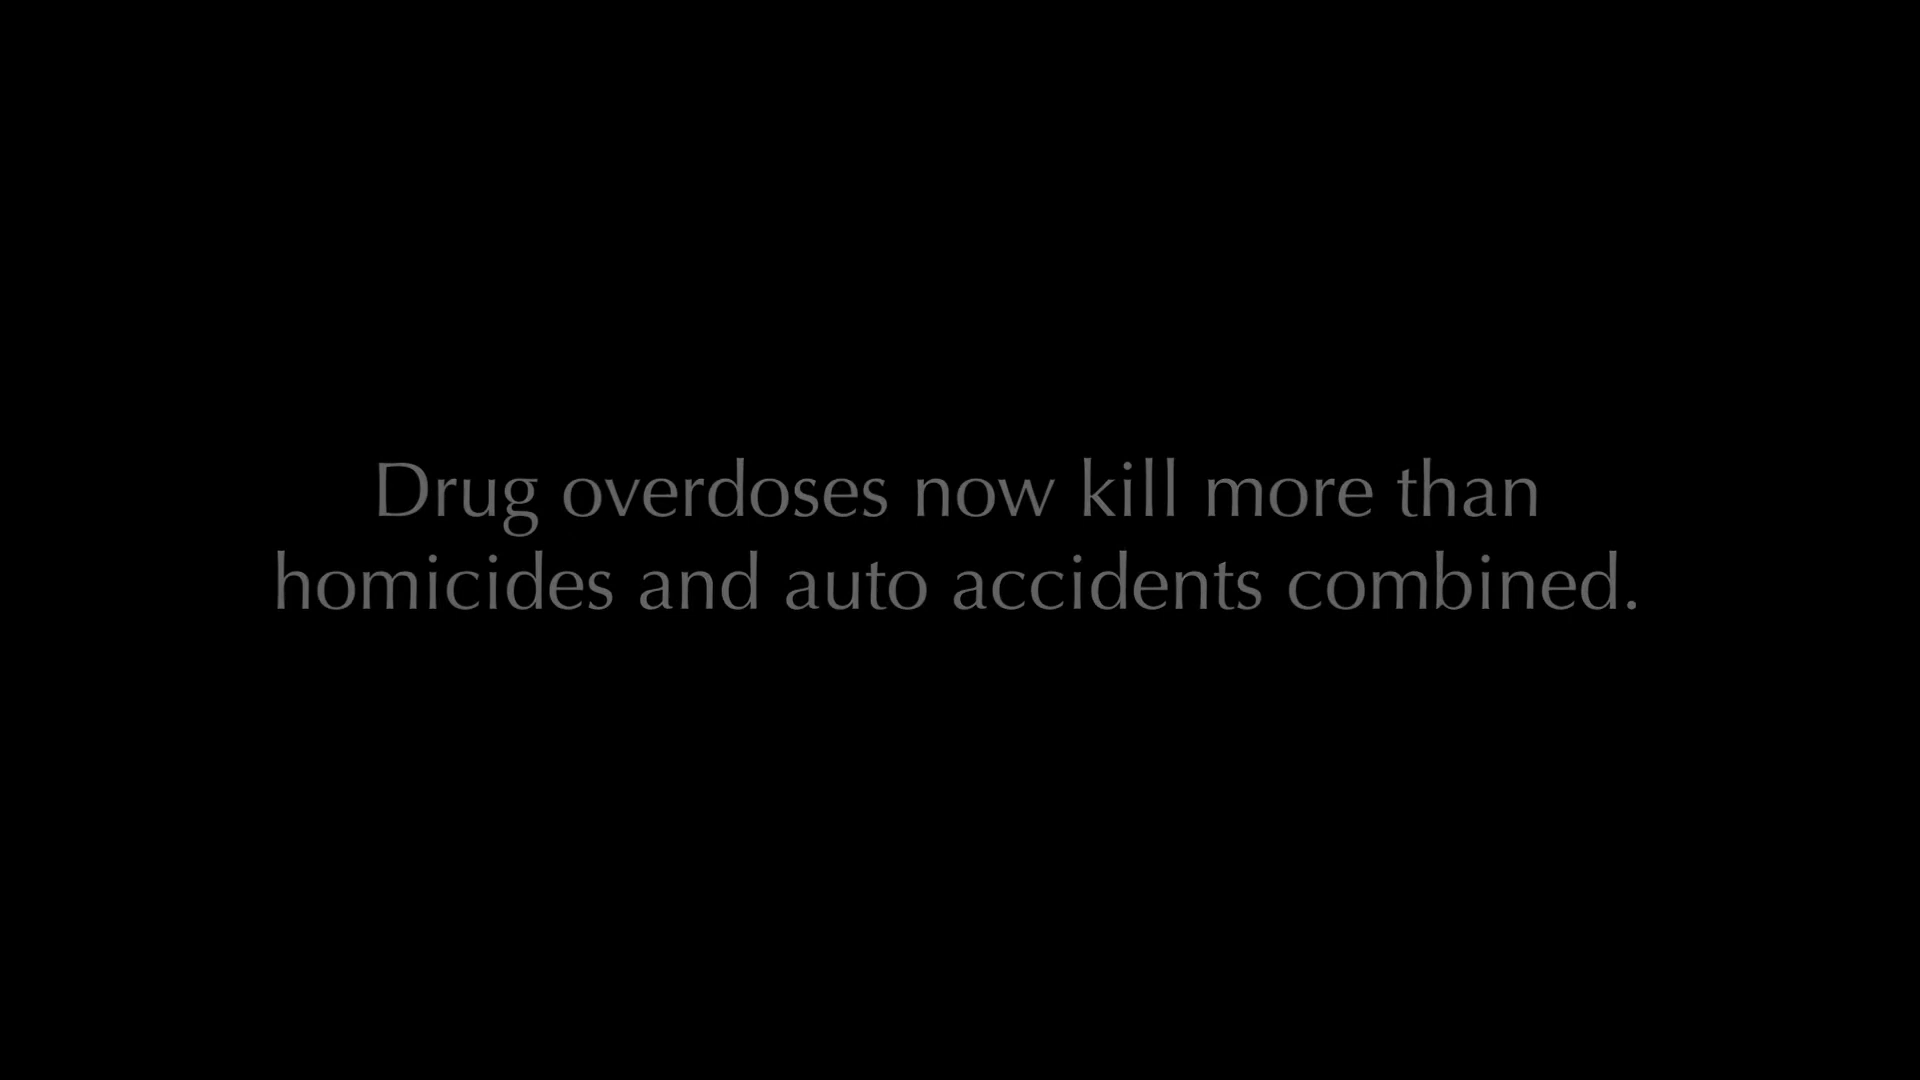 Drug overdoses now kill more than
homicides and auto accidents combined.